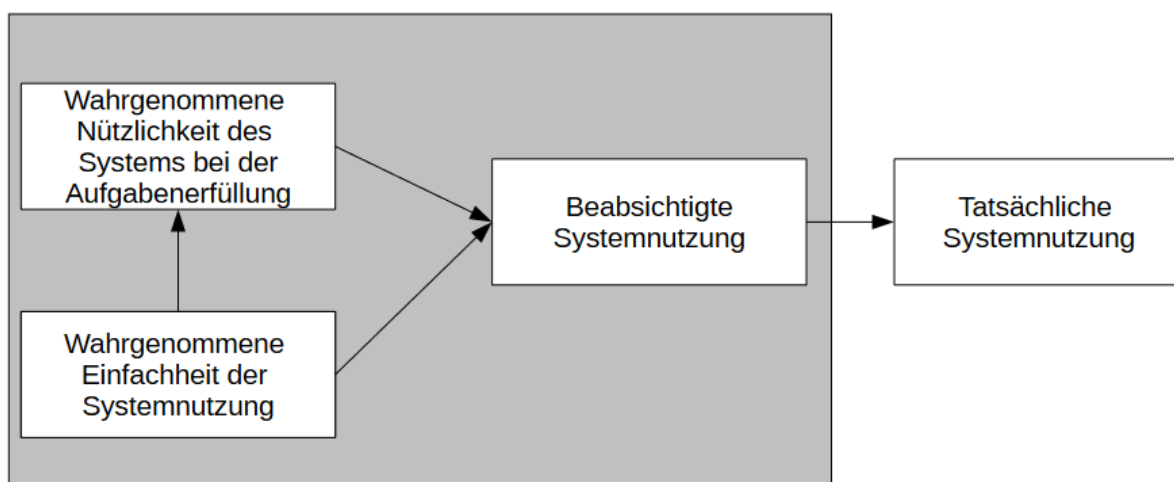 Wahrgenommene
Nützlichkeit des
Systems bei der
Aufgabenerfüllung
Wahrgenommene
Einfachheit der
Systemnutzung
Beabsichtigte
Systemnutzung
Tatsächliche
Systemnutzung